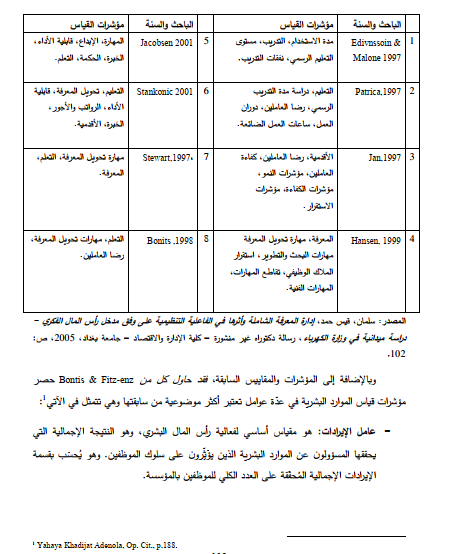 الباحث والسنة مؤشرات القياس الباحث والسنة مؤشرات القياس
1 Edivnssoin & Malone 1997
مدة الاستخدام، التدريب، مستوى
التعليم الرسمي، نفقات التدريب.
5 Jacobsen 2001
المهارة، الإبداع، قابلية الأداء،
الخبرة، الحكمة، التعلم.
2 Patrica,1997
التعليم، دراسة مدة التدريب
الرسمي، رضا العاملين، دوران
العمل، ساعات العمل الضائعة.
6 Stankonic 2001
التعليم، تحويل المعرفة، قابلية
الأداء، الرواتب والأجور،
الخبرة، الأقدمية.
3 Jan,1997
الأقدمية، رضا العاملين، كفاءة
العاملين، مؤشرات النمو،
مؤشرات الكفاءة، مؤشرات
الاستقرار.
7 Stewart,1997،
مهارة تحويل المعرفة، التعلم،
المعرفة.
4 Hansen, 1999
المعرفة، مهارة تحويل المعرفة
مهارات البحث والتطوير، استقرار
الملاك الوظيفي، تقاطع المهارات،
المهارات الفنية.
8 Bonits ,1998
التعلم، مهارات تحويل المعرفة،
رضا العاملين.
المصدر: سلمان، قيس حمد، إدارة المعرفة الشاملة وأثرها في الفاعلية التنظيمية على وفق مدخل رأس المال الفكري –
دراسة ميدانية في وزارة الكهرباء، رسالة دكتوراه غير منشورة – كلية الإدارة والاقتصاد – جامعة بغداد، 2005، ص:
102.
وبالإضافة إلى المؤشرات والمقاييس السابقة، فقد حاول كل من Bontis & Fitz-enz حصر
مؤشرات قياس الموارد البشرية في عدّة عوامل تعتبر أكثر موضوعية من سابقتها وهي تتمثل في الآتي1:
– عامل الإيرادات: هو مقياس أساسي لفعالية رأس المال البشري، وهو النتيجة الإجمالية التي
يحققها المسؤولون عن الموارد البشرية الذين يؤثّرون على سلوك الموظفين. وهو يُحسَب بقسمة
الإيرادات الإجمالية المُحقّقة على العدد الكلي للموظفين بالمؤسسة.
1 Yahaya Khadijat Adenola, Op. Cit., p.188.